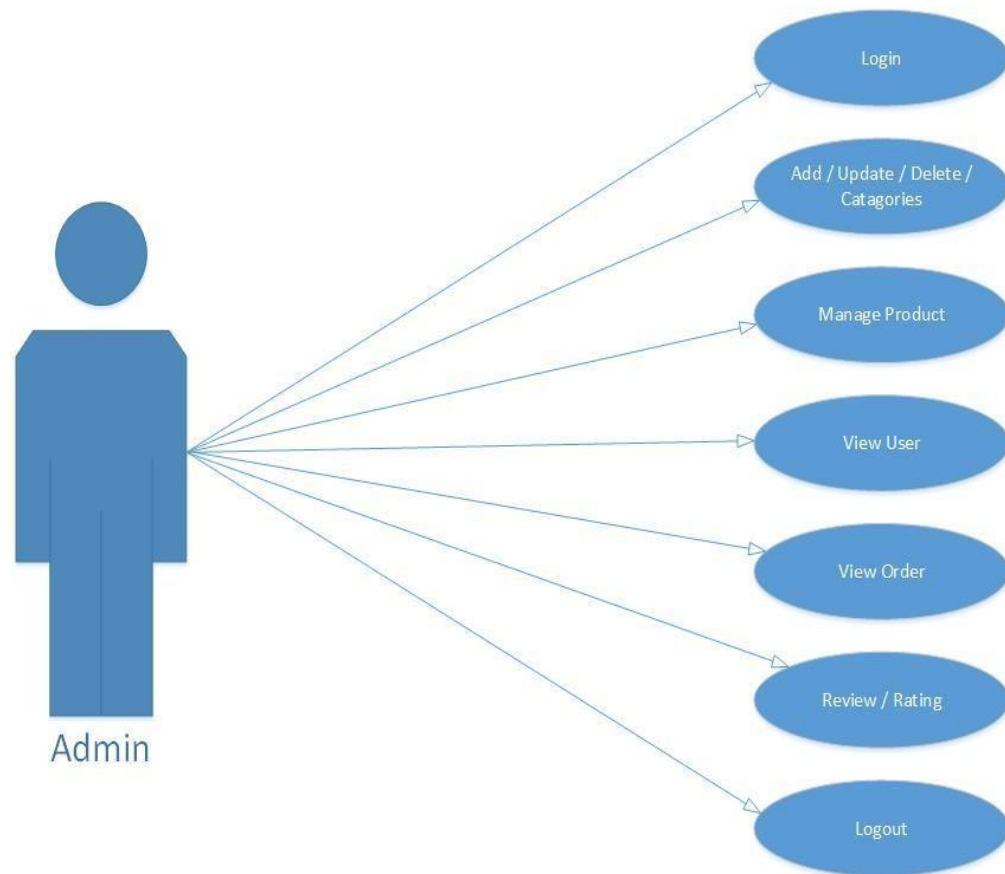 Login
Add / Update / Delete /
Catagories
Manage Product
View User
View Order
Review / Rating
Logout
Admin